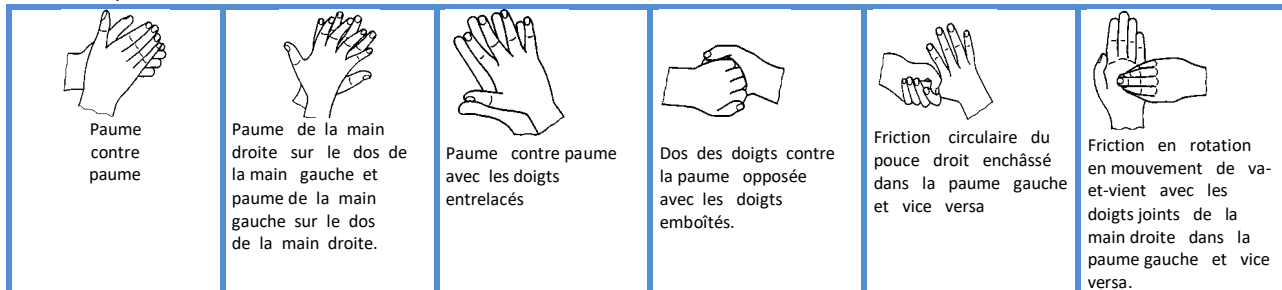 Paume
contre
paume
Paume de la main
droite sur le dos de
la main gauche et
paume de la main
gauche sur le dos
de la main droite.
Paume contre paume
avec les doigts
entrelacés
Dos des doigts contre
la paume opposée
avec les doigts
emboîtés.
Friction circulaire du
pouce droit enchâssé
dans la paume gauche
et vice versa
Friction en rotation
en mouvement de va-
et-vient avec les
doigts joints de la
main droite dans la
paume gauche et vice
versa.